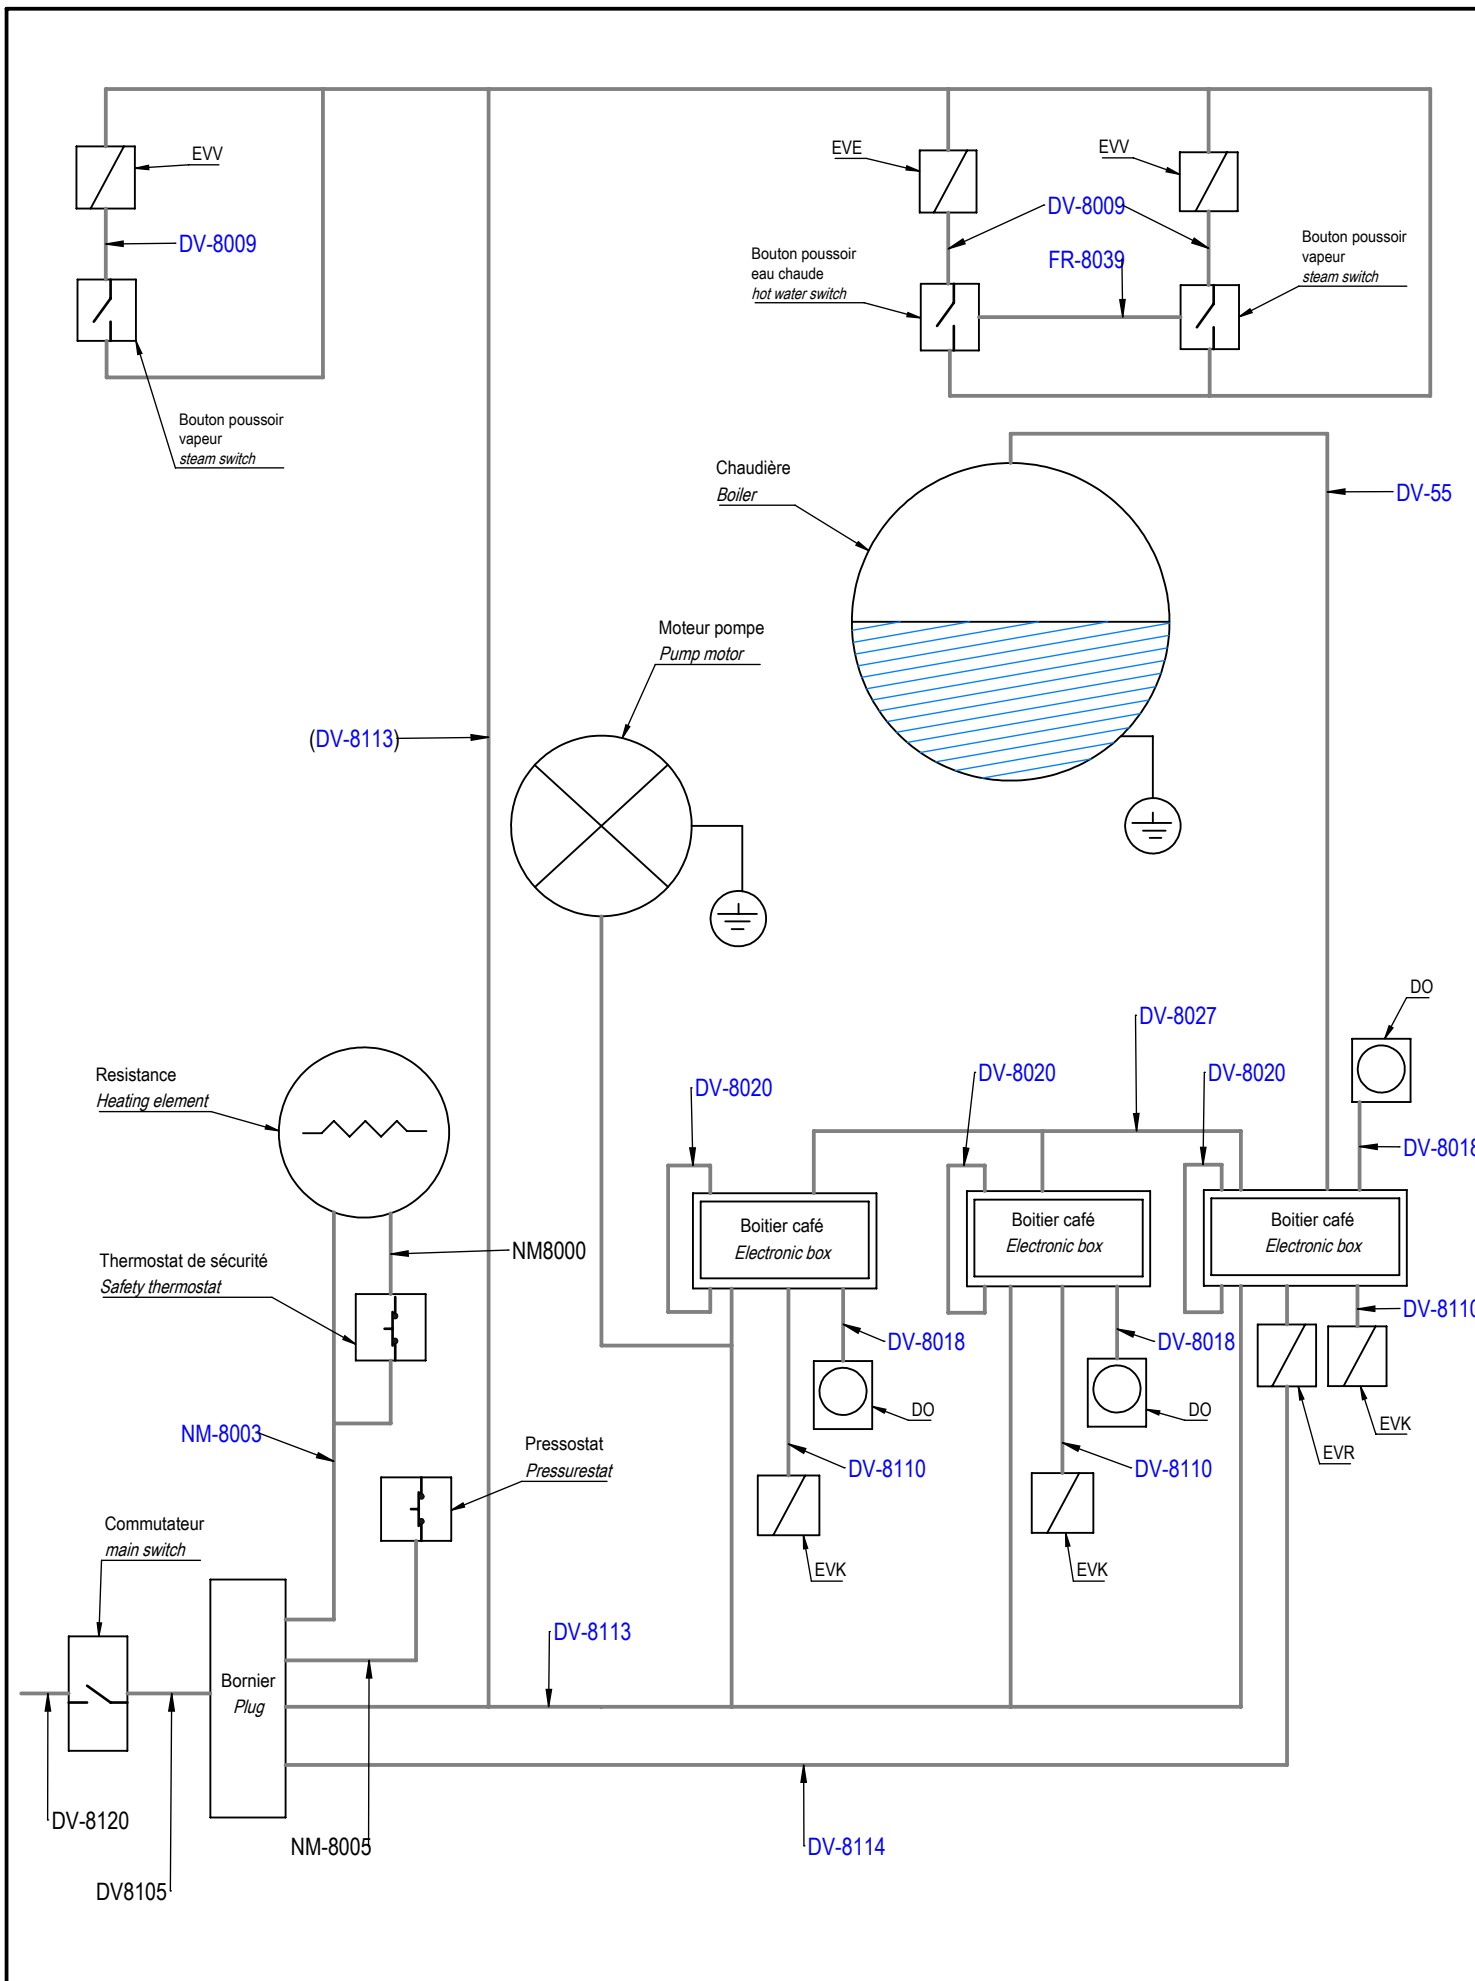 EVV
EVE
EVV
DV-8009
DV-8009
Bouton poussoir
eau chaude
hot water switch
FR-8039
Bouton poussoir
vapeur
steam switch
Bouton poussoir
vapeur
steam switch
Chaudière
Boiler
DV-55
Moteur pompe
Pump motor
(DV-8113)
DO
DV-8027
Resistance
Heating element
DV-8020
DV-8020
DV-8020
DV-8018
Boitier café
Electronic box
Boitier café
Electronic box
Boitier café
Electronic box
NM8000
Thermostat de sécurité
Safety thermostat
DV-8110
DV-8018
DV-8018
DO
DO
EVK
EVR
NM-8003
Pressostat
Pressurestat
DV-8110
DV-8110
Commutateur
main switch
EVK
EVK
DV-8113
Bornier
Plug
DV-8120
NM-8005
DV-8114
DV8105